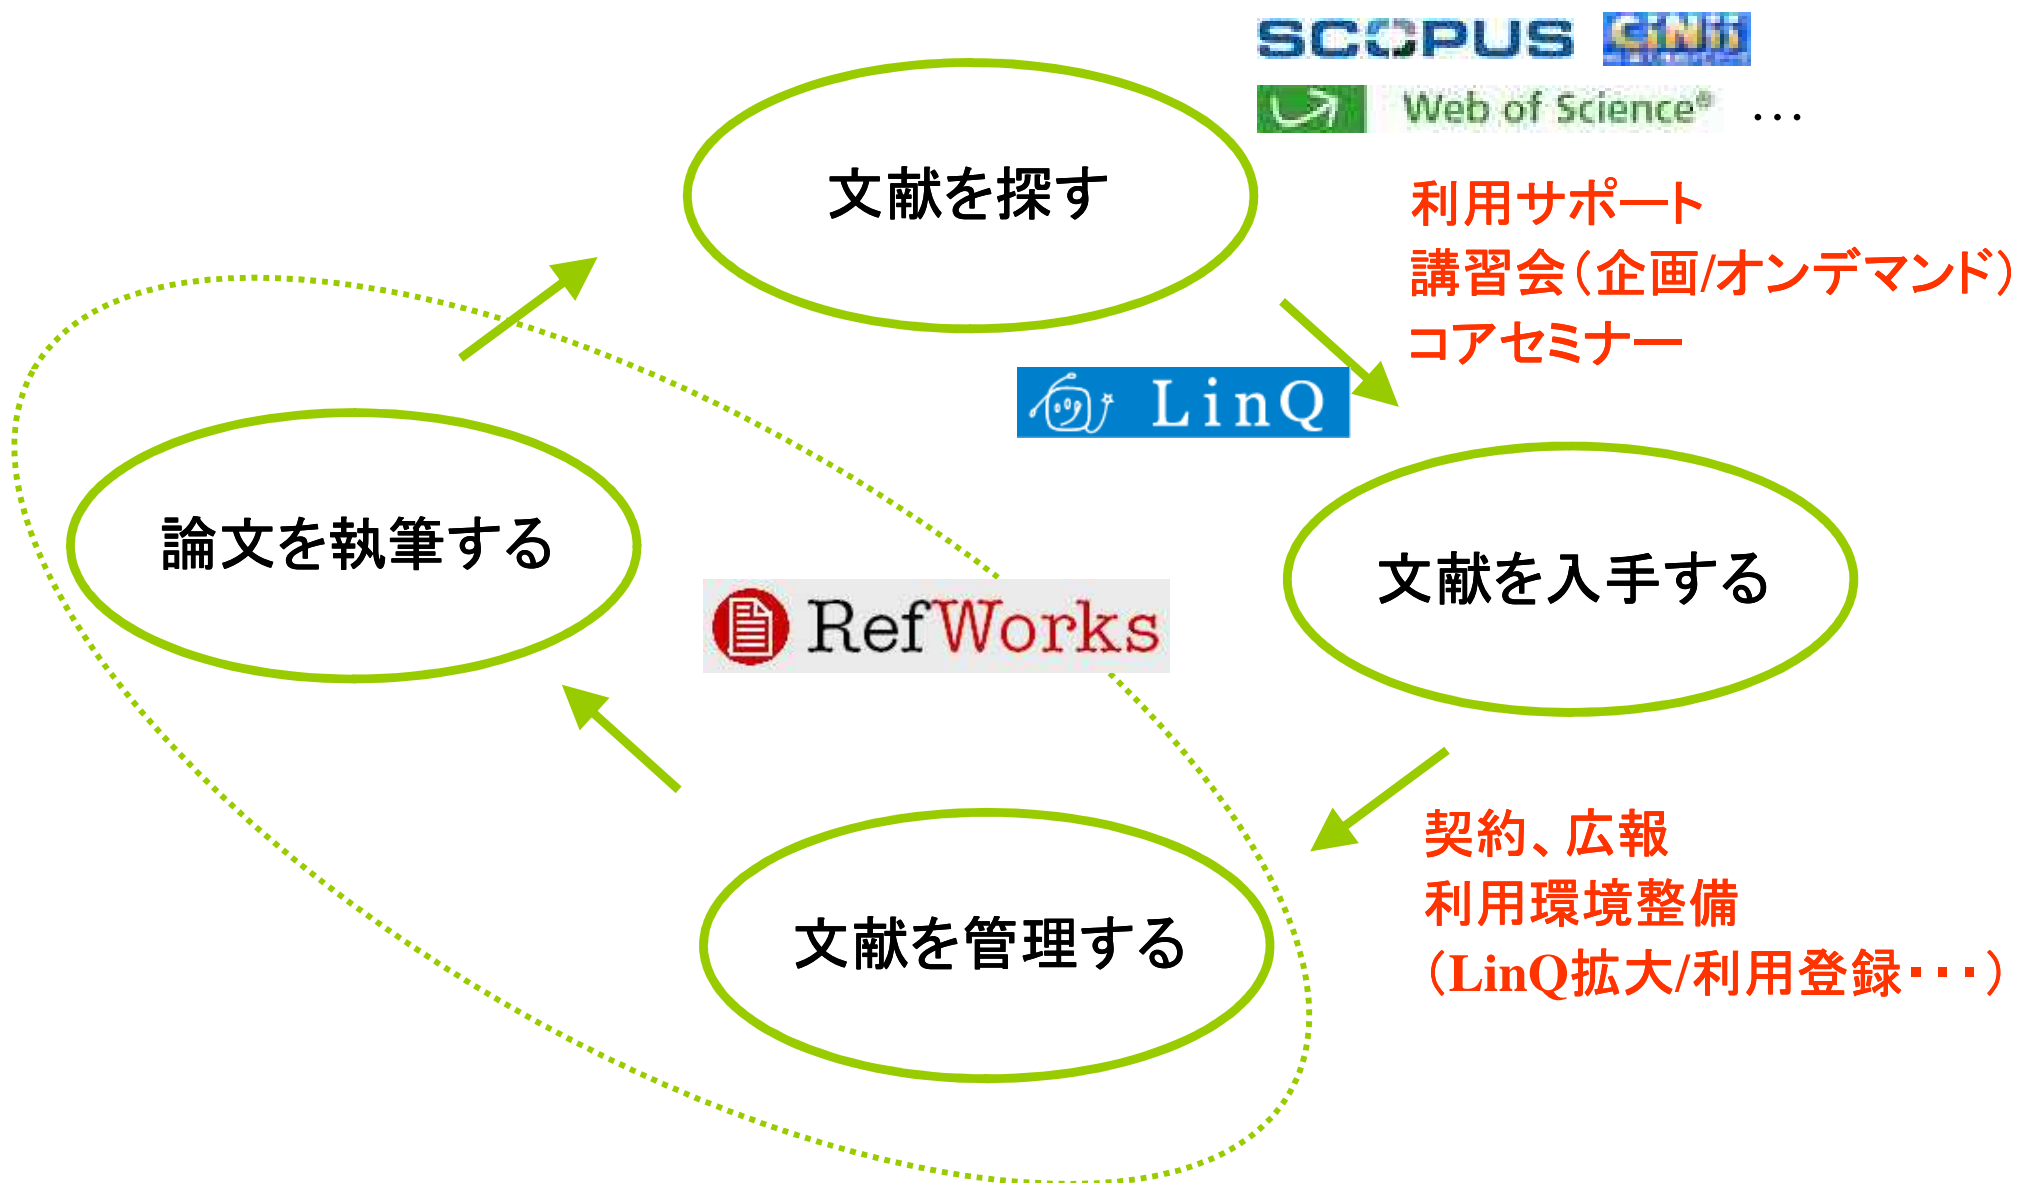 SCOPUS CiNii
Web of Science® ...
文献を探す
利用サポート
講習会（企画/オンデマンド）
コアセミナー
LinQ
論文を執筆する
文献を入手する
RefWorks
契約、広報
利用環境整備
（LinQ拡大/利用登録・・・）
文献を管理する